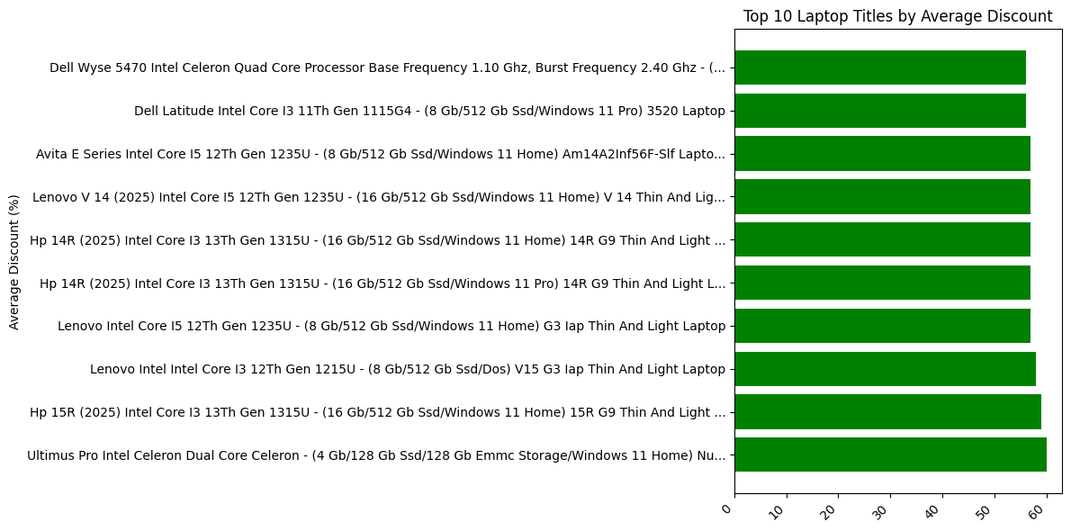 Top 10 Laptop Titles by Average Discount
Average Discount (%)
Dell Wyse 5470 Intel Celeron Quad Core Processor Base Frequency 1.10 Ghz, Burst Frequency 2.40 Ghz - (...
Dell Latitude Intel Core I3 11Th Gen 1115G4 - (8 Gb/512 Gb Ssd/Windows 11 Pro) 3520 Laptop
Avita E Series Intel Core I5 12Th Gen 1235U - (8 Gb/512 Gb Ssd/Windows 11 Home) Am14A2Inf56F-Slf Lapto...
Lenovo V 14 (2025) Intel Core I5 12Th Gen 1235U - (16 Gb/512 Gb Ssd/Windows 11 Home) V 14 Thin And Lig...
Hp 14R (2025) Intel Core I3 13Th Gen 1315U - (16 Gb/512 Gb Ssd/Windows 11 Home) 14R G9 Thin And Light ...
Hp 14R (2025) Intel Core I3 13Th Gen 1315U - (16 Gb/512 Gb Ssd/Windows 11 Pro) 14R G9 Thin And Light L...
Lenovo Intel Core I5 12Th Gen 1235U - (8 Gb/512 Gb Ssd/Windows 11 Home) G3 Iap Thin And Light Laptop
Lenovo Intel Intel Core I3 12Th Gen 1215U - (8 Gb/512 Gb Ssd/Dos) V15 G3 Iap Thin And Light Laptop
Hp 15R (2025) Intel Core I3 13Th Gen 1315U - (16 Gb/512 Gb Ssd/Windows 11 Home) 15R G9 Thin And Light ...
Ultimus Pro Intel Celeron Dual Core Celeron - (4 Gb/128 Gb Ssd/128 Gb Emmc Storage/Windows 11 Home) Nu...
0 10 20 30 40 50 60